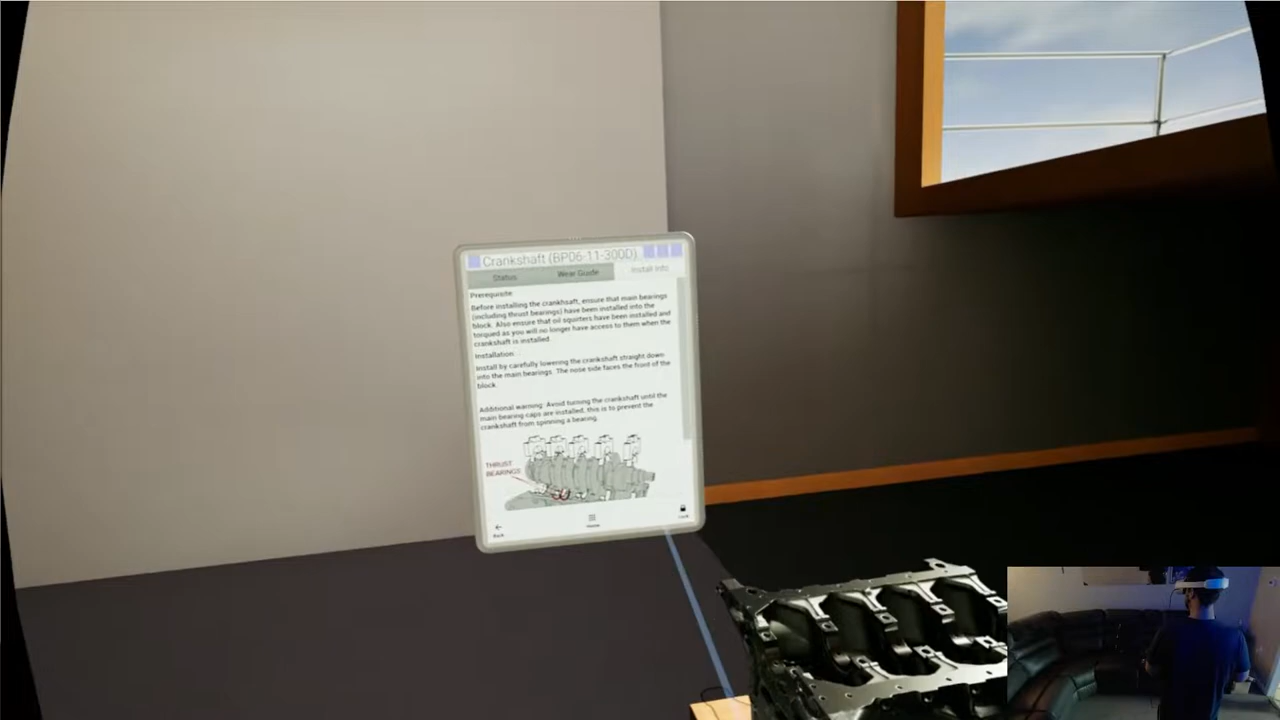 Crankshaft (BP06-11-300D)
Status
Wear Guide
Install Info
Prerequisite:
Before installing the crankhsaft, ensure that main bearings
(including thrust bearings) have been installed into the
block. Also ensure that oil squirters have been installed and
torqued as you will no longer have access to them when the
crankshaft is installed.
Installation:
Install by carefully lowering the crankshaft straight down
into the main bearings. The nose side faces the front of the
block.
Additional warning: Avoid turning the crankshaft until the
main bearing caps are installed, this is to prevent the
crankshaft from spinning a bearing.
THRUST
BEARINGS
Back
Home